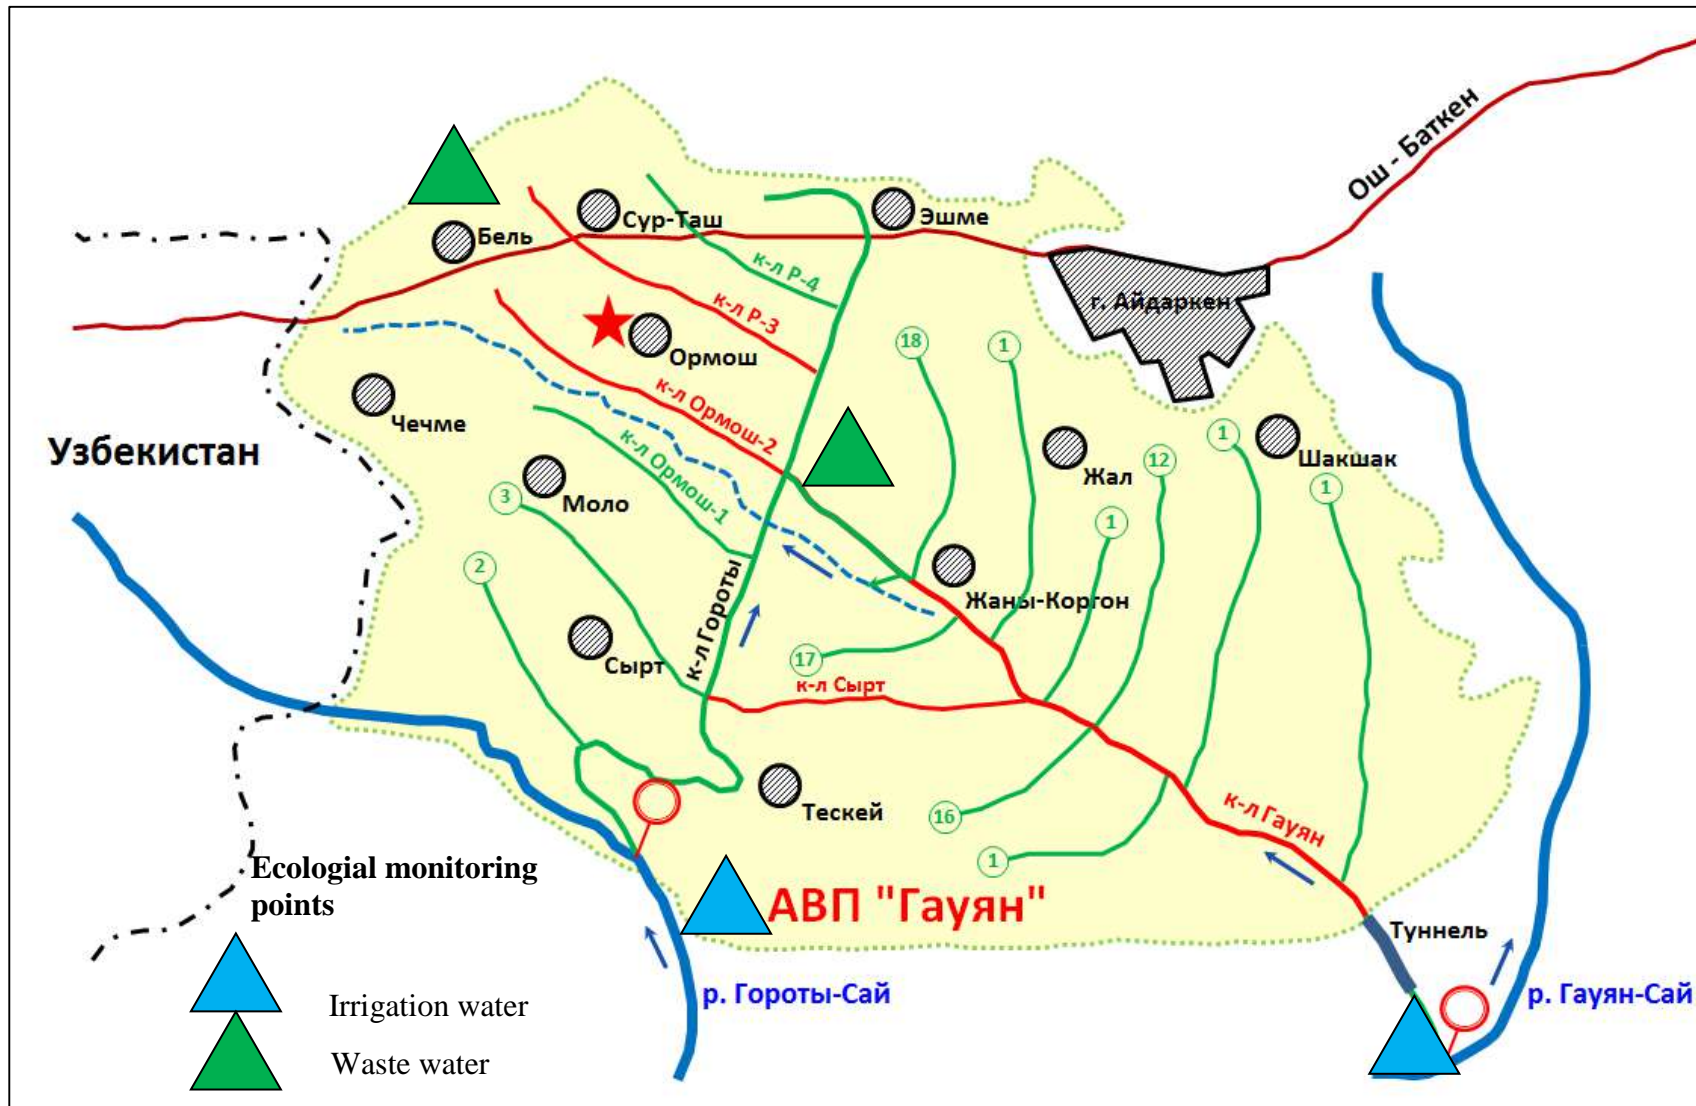 Ош - Баткен
Сур-Таш
Эшме
Бель
к-л Р-4
г. Айдаркен
к-л Р-3
Ормош
18
1
к-л Ормош-2
Чечме
Узбекистан
к-л Ормош-1
Жал
12
1
Шакшак
1
Моло
3
1
2
к-л Гороты
Жаны-Коргон
Сырт
17
к-л Сырт
Тескей
16
к-л Гауян
1
Ecologial monitoring
points
АВП "Гауян"
Туннель
р. Гороты-Сай
р. Гауян-Сай
Irrigation water
Waste water